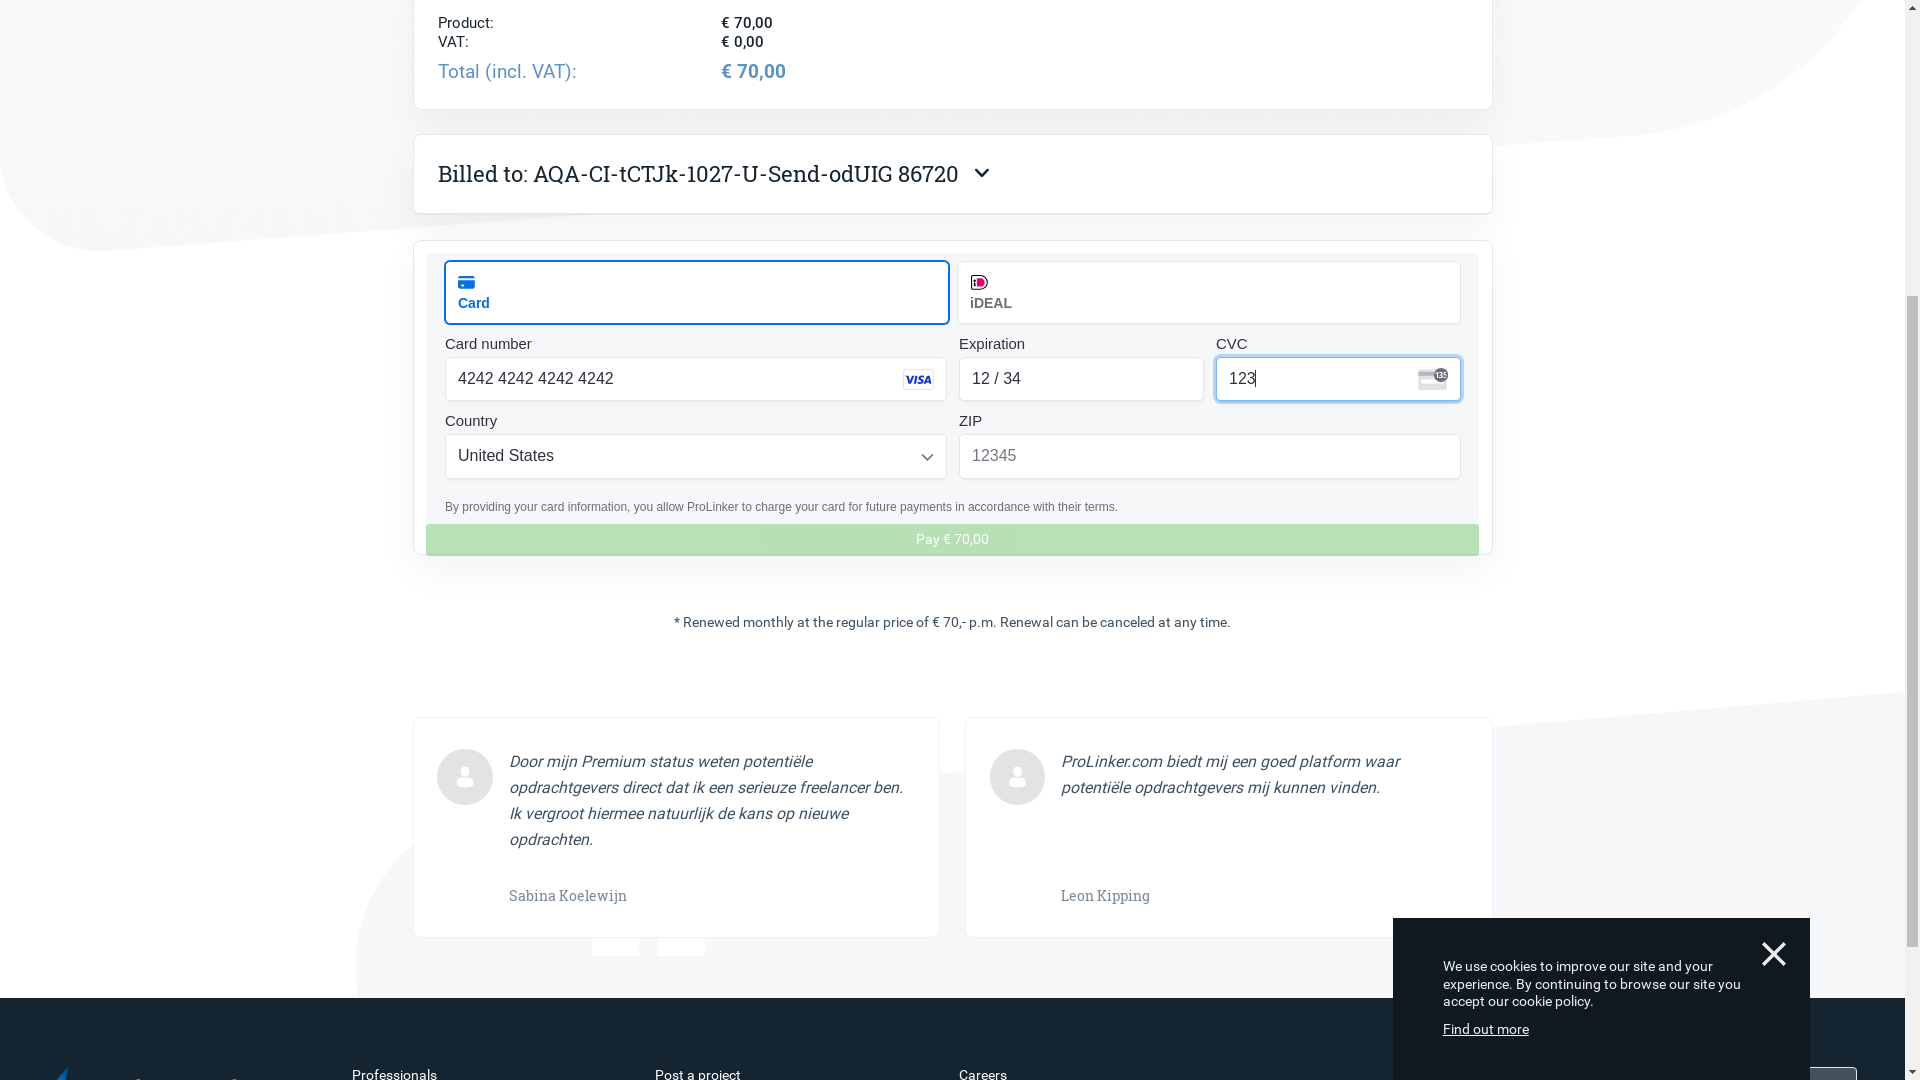 Product: € 70,00
VAT: € 0,00
Total (incl. VAT): € 70,00
Billed to: AQA-CI-tCTJk-1027-U-Send-odUIG 86720
Card
iDEAL
Card number
Expiration
CVC
4242 4242 4242 4242
VISA
12 / 34
123
135
Country
ZIP
United States
12345
By providing your card information, you allow ProLinker to charge your card for future payments in accordance with their terms.
Pay € 70,00
* Renewed monthly at the regular price of € 70,- p.m. Renewal can be canceled at any time.
Door mijn Premium status weten potentiële
opdrachtgevers direct dat ik een serieuze freelancer ben.
Ik vergroot hiermee natuurlijk de kans op nieuwe
opdrachten.
Sabina Koelewijn
ProLinker.com biedt mij een goed platform waar
potentiële opdrachtgevers mij kunnen vinden.
Leon Kipping
We use cookies to improve our site and your
experience. By continuing to browse our site you
accept our cookie policy.
Find out more
Professionals
Post a project
Careers